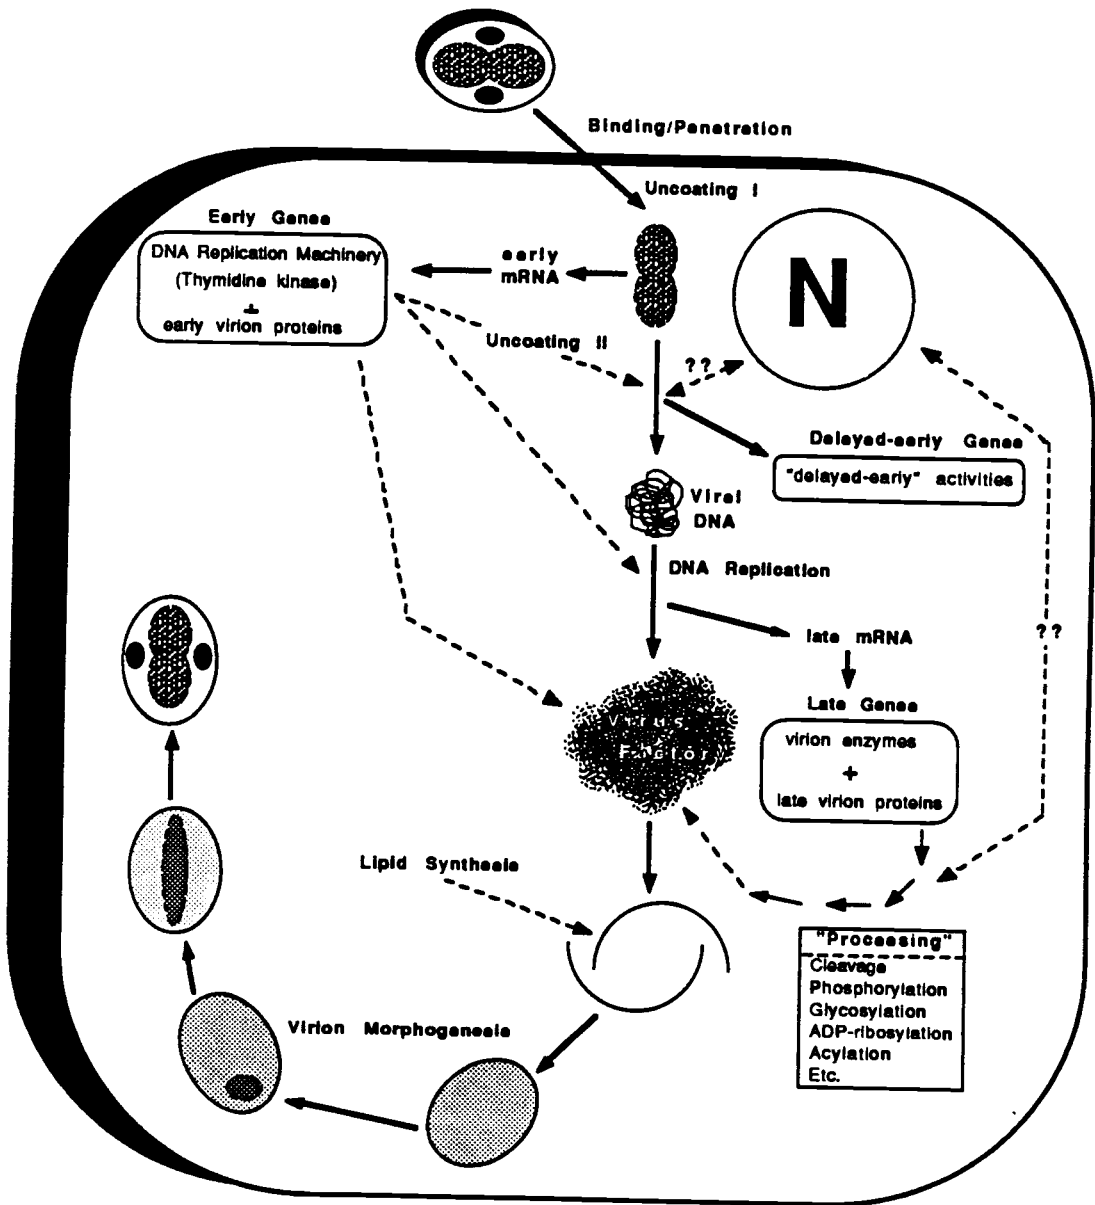 Binding/Penetration
Uncoating I
Early Genes
DNA Replication Machinery
(Thymidine kinase)
+
early virion proteins
early
mRNA
N
Uncoating II
??
Delayed-early Genes
"delayed-early" activities
Viral
DNA
DNA Replication
late mRNA
??
Late Genes
virion enzymes
+
late virion proteins
Virus
Factory
Lipid Synthesis
"Processing"
Cleavage
Phosphorylation
Glycosylation
ADP-ribosylation
Acylation
Etc.
Virion Morphogenesis